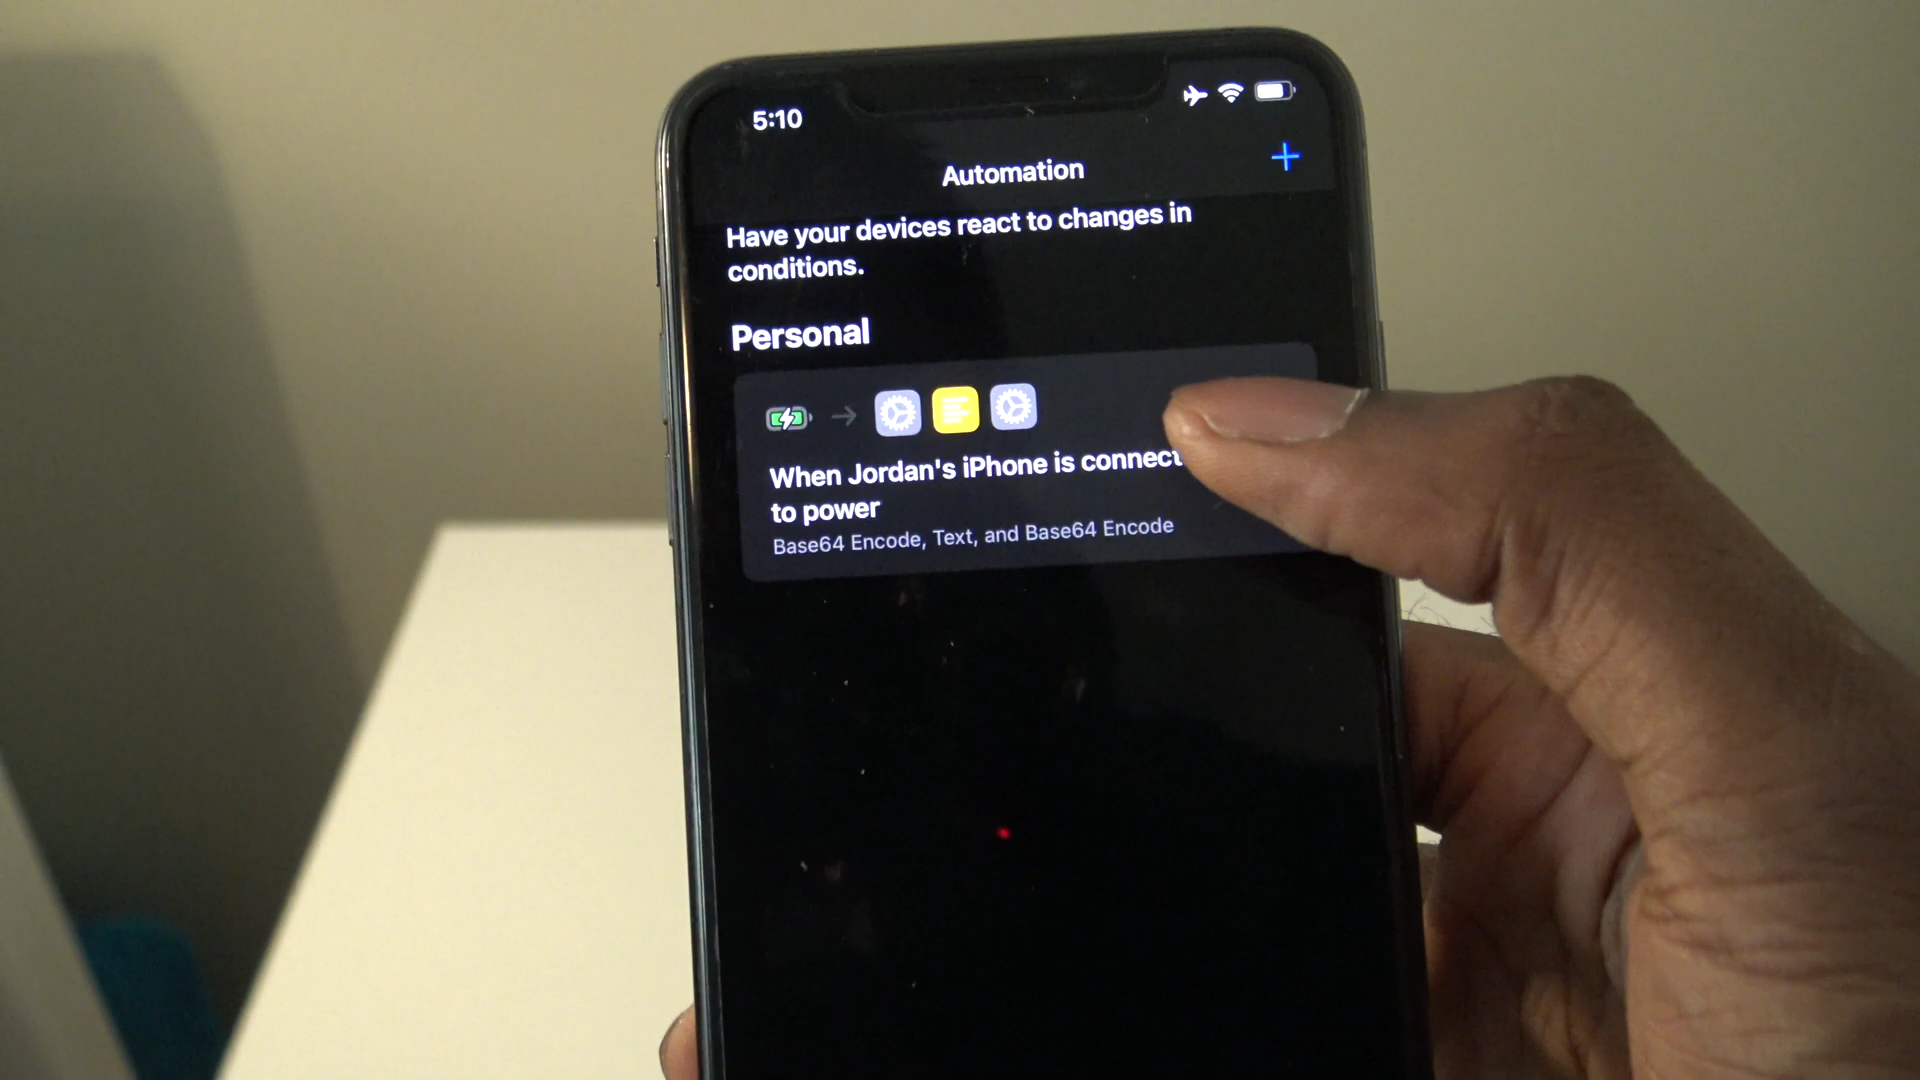 5:10
Automation
Have your devices react to changes in
conditions.
Personal
When Jordan's iPhone is
to power
Base64 Encode, Text, and Base64 Encode